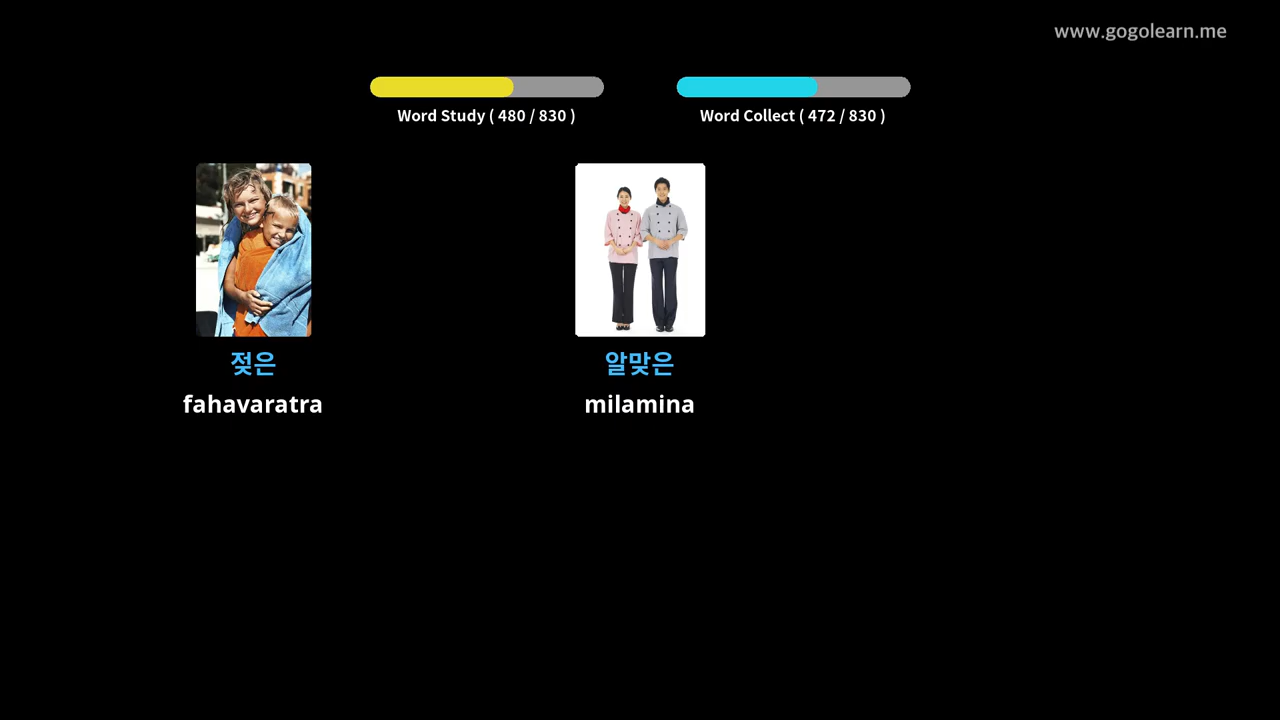 www.gogolearn.me
Word Study ( 480 / 830 )
Word Collect ( 472 / 830 )
젖은
fahavaratra
알맞은
milamina